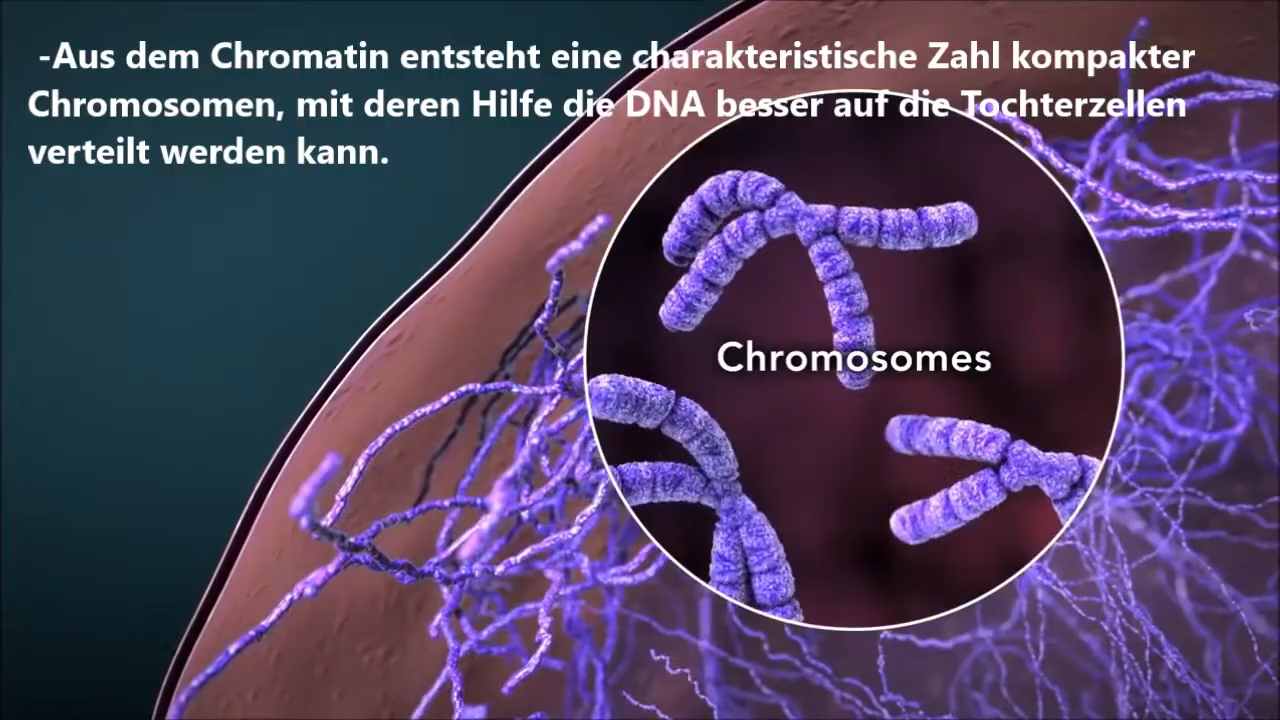 -Aus dem Chromatin entsteht eine charakteristische Zahl kompakter
Chromosomen, mit deren Hilfe die DNA besser auf die Tochterzellen
verteilt werden kann.
Chromosomes